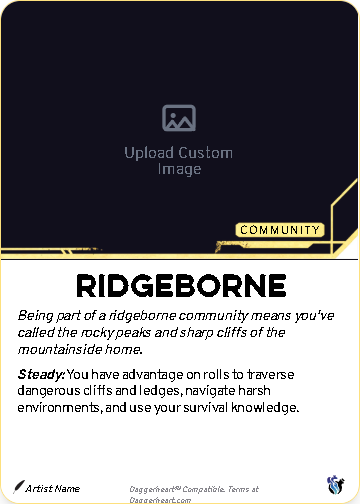 Upload Custom
Image
COMMUNITY
RIDGEBORNE
Being part of a ridgeborne community means you've
called the rocky peaks and sharp cliffs of the
mountainside home.
Steady: You have advantage on rolls to traverse
dangerous cliffs and ledges, navigate harsh
environments, and use your survival knowledge.
Artist Name
Daggerheart™ Compatible. Terms at
Daggerheart.com